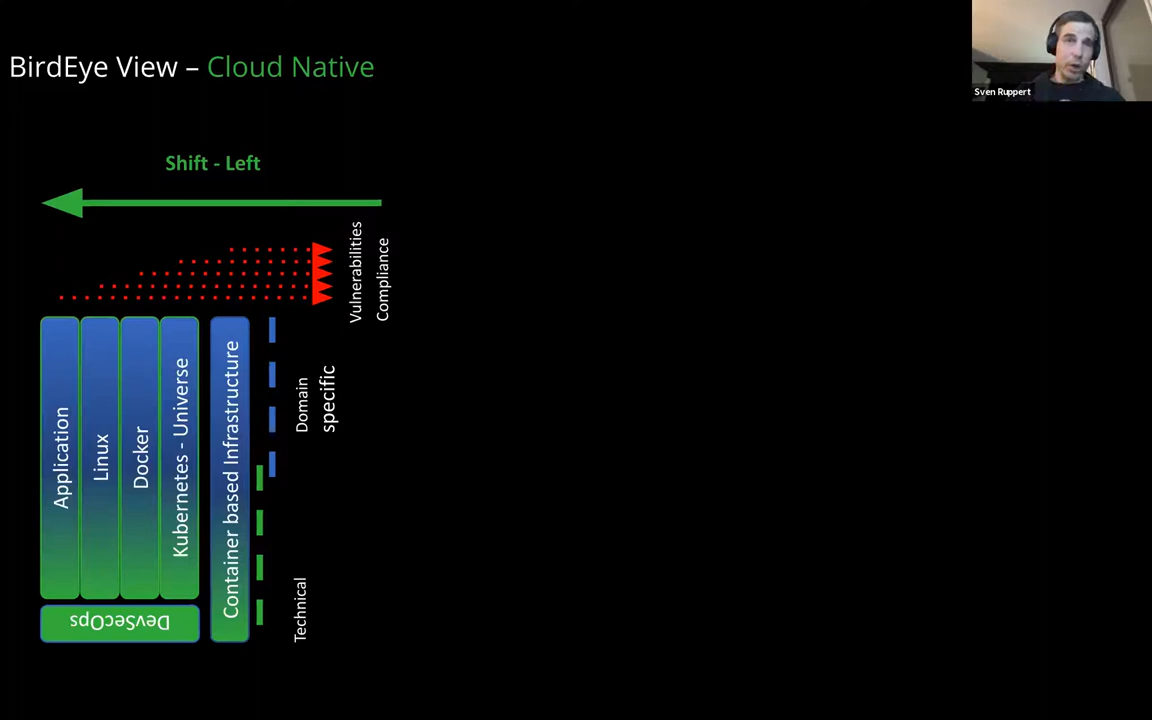 BirdEye View – Cloud Native
Sven Ruppert
Shift - Left
Vulnerabilities
Compliance
Application
Linux
Docker
Kubernetes - Universe
Container based Infrastructure
Domain
specific
Technical
DevSecOps